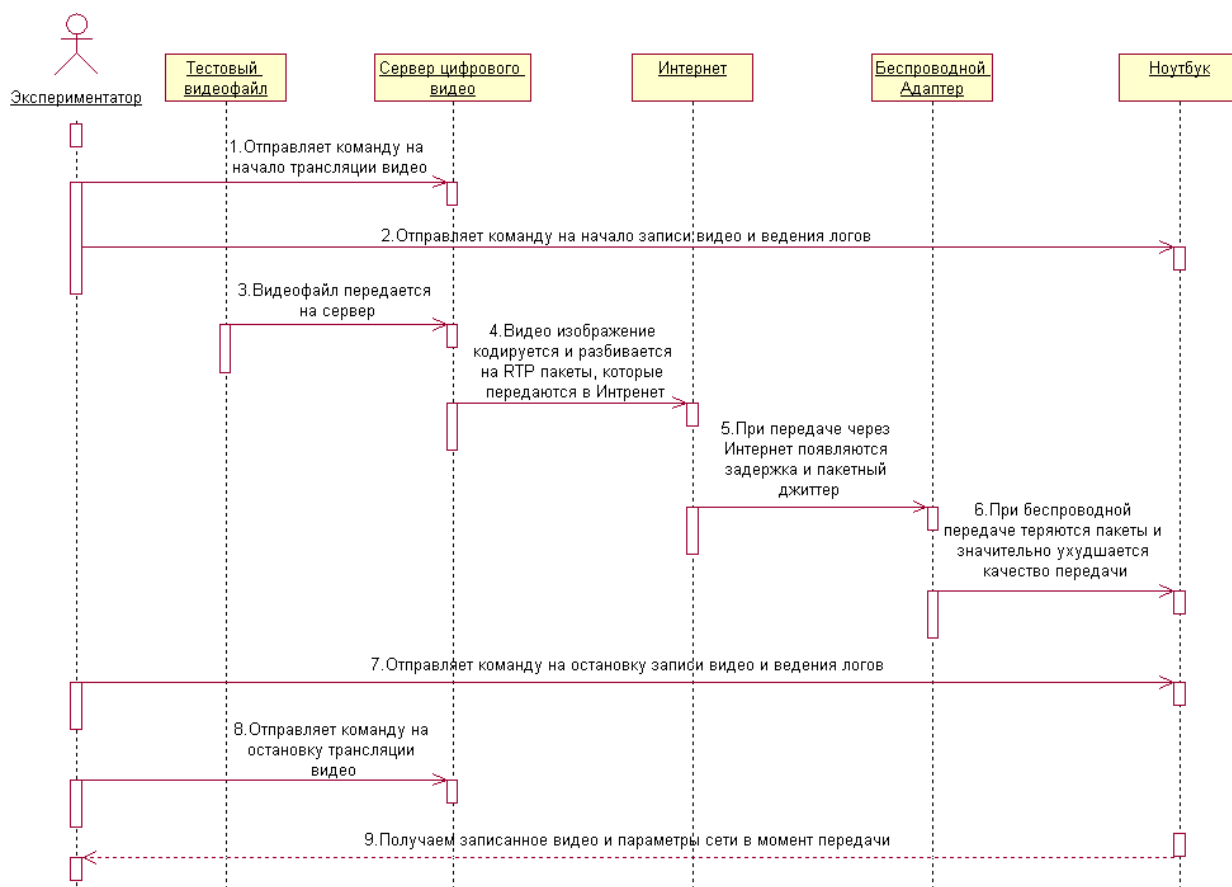 Экспериментатор
Тестовый
видеофайл
Сервер цифрового
видео
Интернет
Беспроводной
Адаптер
Ноутбук
1.Отправляет команду на
начало трансляции видео
2.Отправляет команду на начало записи видео и ведения логов
3.Видеофайл передается
на сервер
4.Видео изображение
кодируется и разбивается
на RTP пакеты, которые
передаются в Интренет
5.При передаче через
Интернет появляются
задержка и пакетный
джиттер
6.При беспроводной
передаче теряются пакеты и
значительно ухудшается
качество передачи
7.Отправляет команду на остановку записи видео и ведения логов
8.Отправляет команду на
остановку трансляции
видео
9.Получаем записанное видео и параметры сети в момент передачи